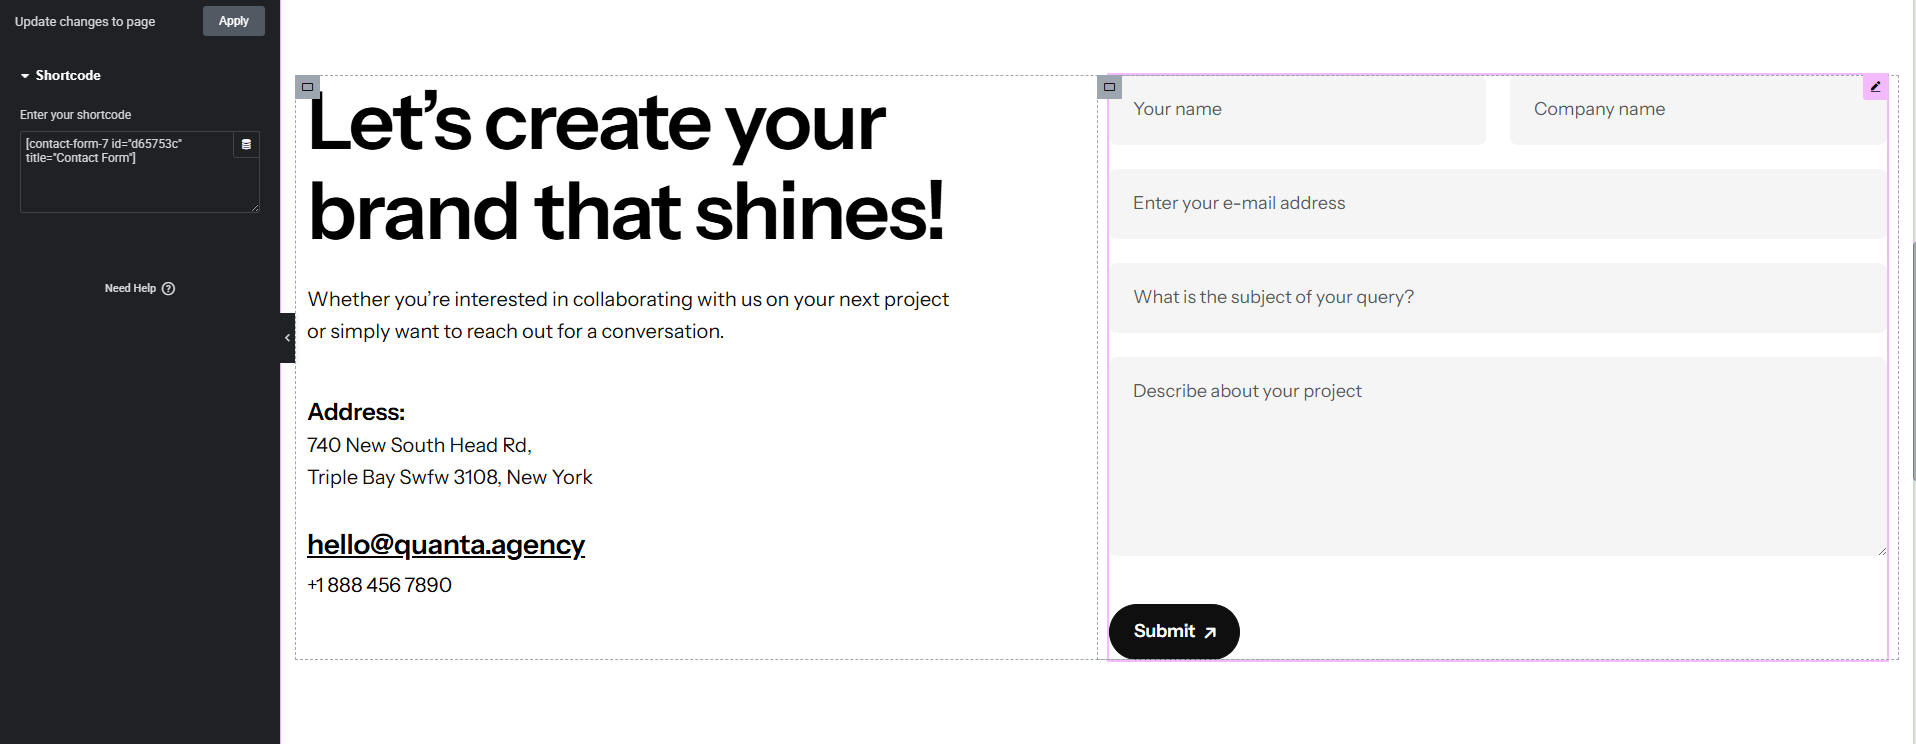 Update changes to page
Apply
Shortcode
Enter your shortcode
[contact-form-7 id="d65753c"
title="Contact Form"]
Need Help
Let’s create your
brand that shines!
Whether you’re interested in collaborating with us on your next project
or simply want to reach out for a conversation.
Address:
740 New South Head Rd,
Triple Bay Swfw 3108, New York
hello@quanta.agency
+1 888 456 7890
Your name
Company name
Enter your e-mail address
What is the subject of your query?
Describe about your project
Submit